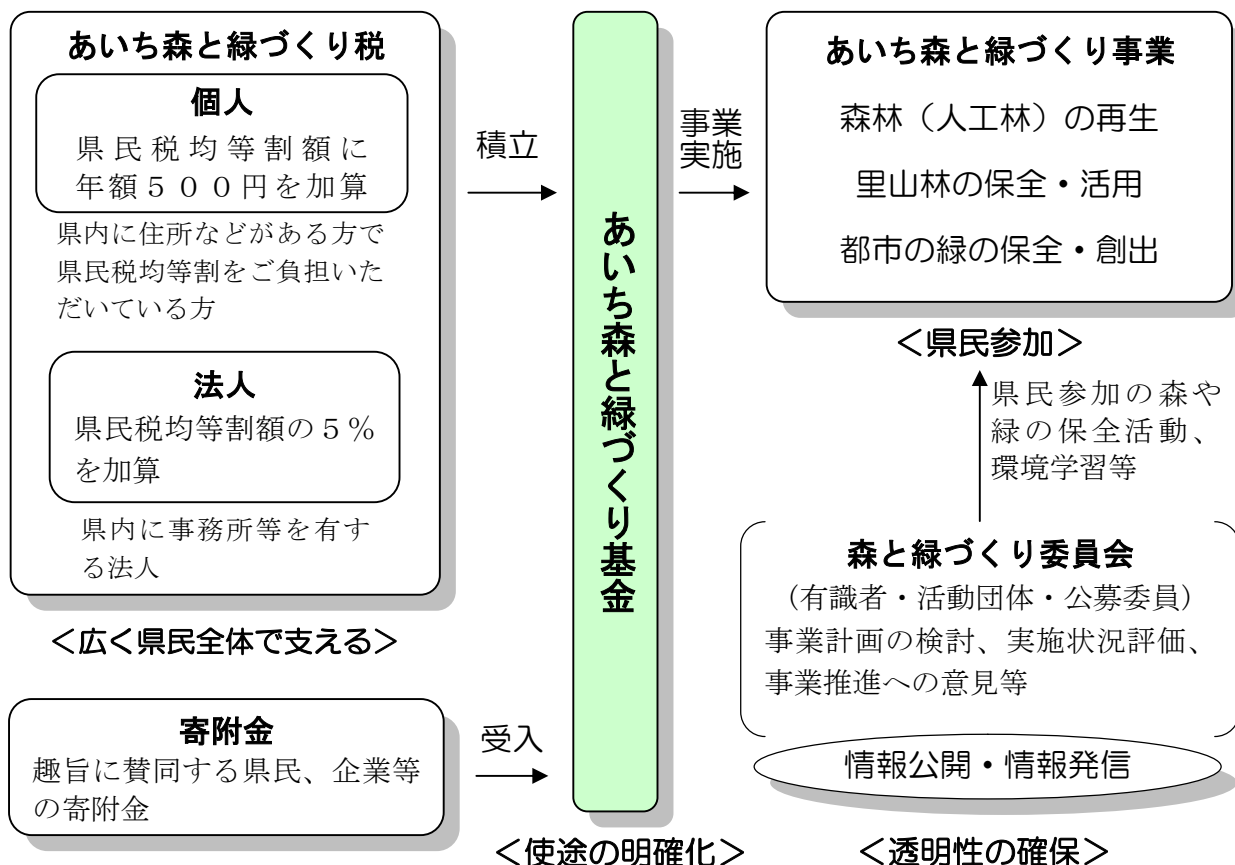 あいち森と緑づくり税
個人
県民税均等割額に
年額５００円を加算
県内に住所などがある方で
県民税均等割をご負担いた
だいている方
法人
県民税均等割額の５％
を加算
県内に事務所等を有す
る法人
＜広く県民全体で支える＞
寄附金
趣旨に賛同する県民、企業等
の寄附金
積立
受入
あいち森と緑づくり基金
＜使途の明確化＞
事業
実施
あいち森と緑づくり事業
森林（人工林）の再生
里山林の保全・活用
都市の緑の保全・創出
＜県民参加＞
県民参加の森や
緑の保全活動、
環境学習等
森と緑づくり委員会
（有識者・活動団体・公募委員）
事業計画の検討、実施状況評価、
事業推進への意見等
情報公開・情報発信
＜透明性の確保＞